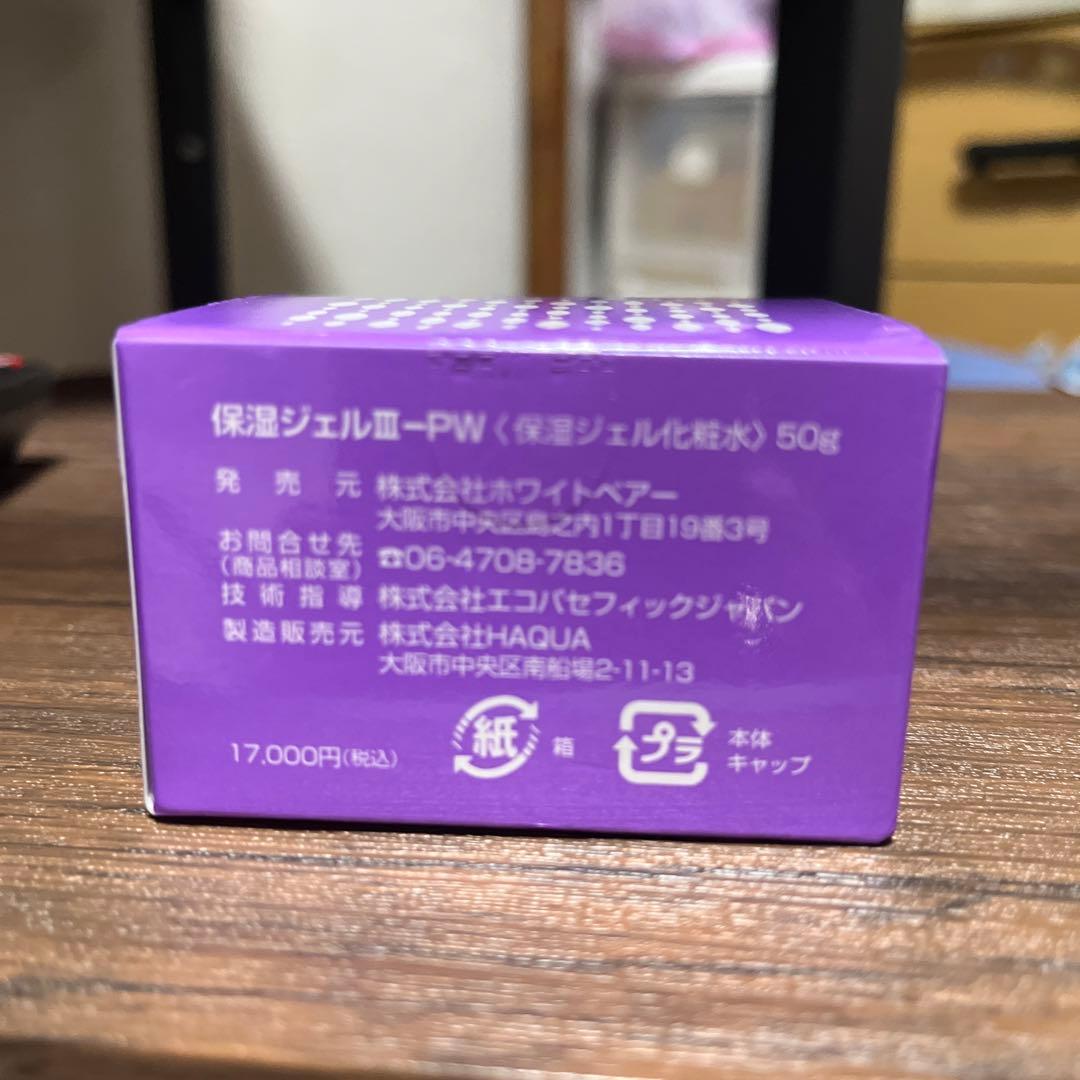 保湿ジェルⅢ-PW〈保湿ジェル化粧水〉50g
発売元 株式会社ホワイトベアー
大阪市中央区島之内1丁目19番3号
お問合せ先
(商品相談室) ☎06-4708-7836
技術指導 株式会社エコパセフィックジャパン
製造販売元 株式会社HAQUA
大阪市中央区南船場2-11-13
17,000円(税込) 紙 箱 プラ 本体
キャップ